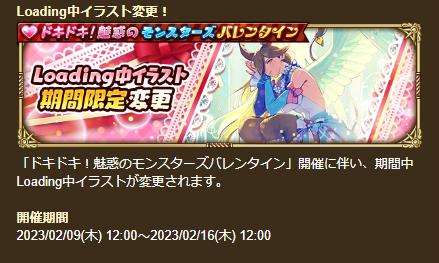 Loading中イラスト変更！
ドキドキ！魅惑のモンスターズバレンタイン
Loading中イラスト
期間限定変更
「ドキドキ！魅惑のモンスターズバレンタイン」開催に伴い、期間中
Loading中イラストが変更されます。
開催期間
2023/02/09(木) 12:00～2023/02/16(木) 12:00